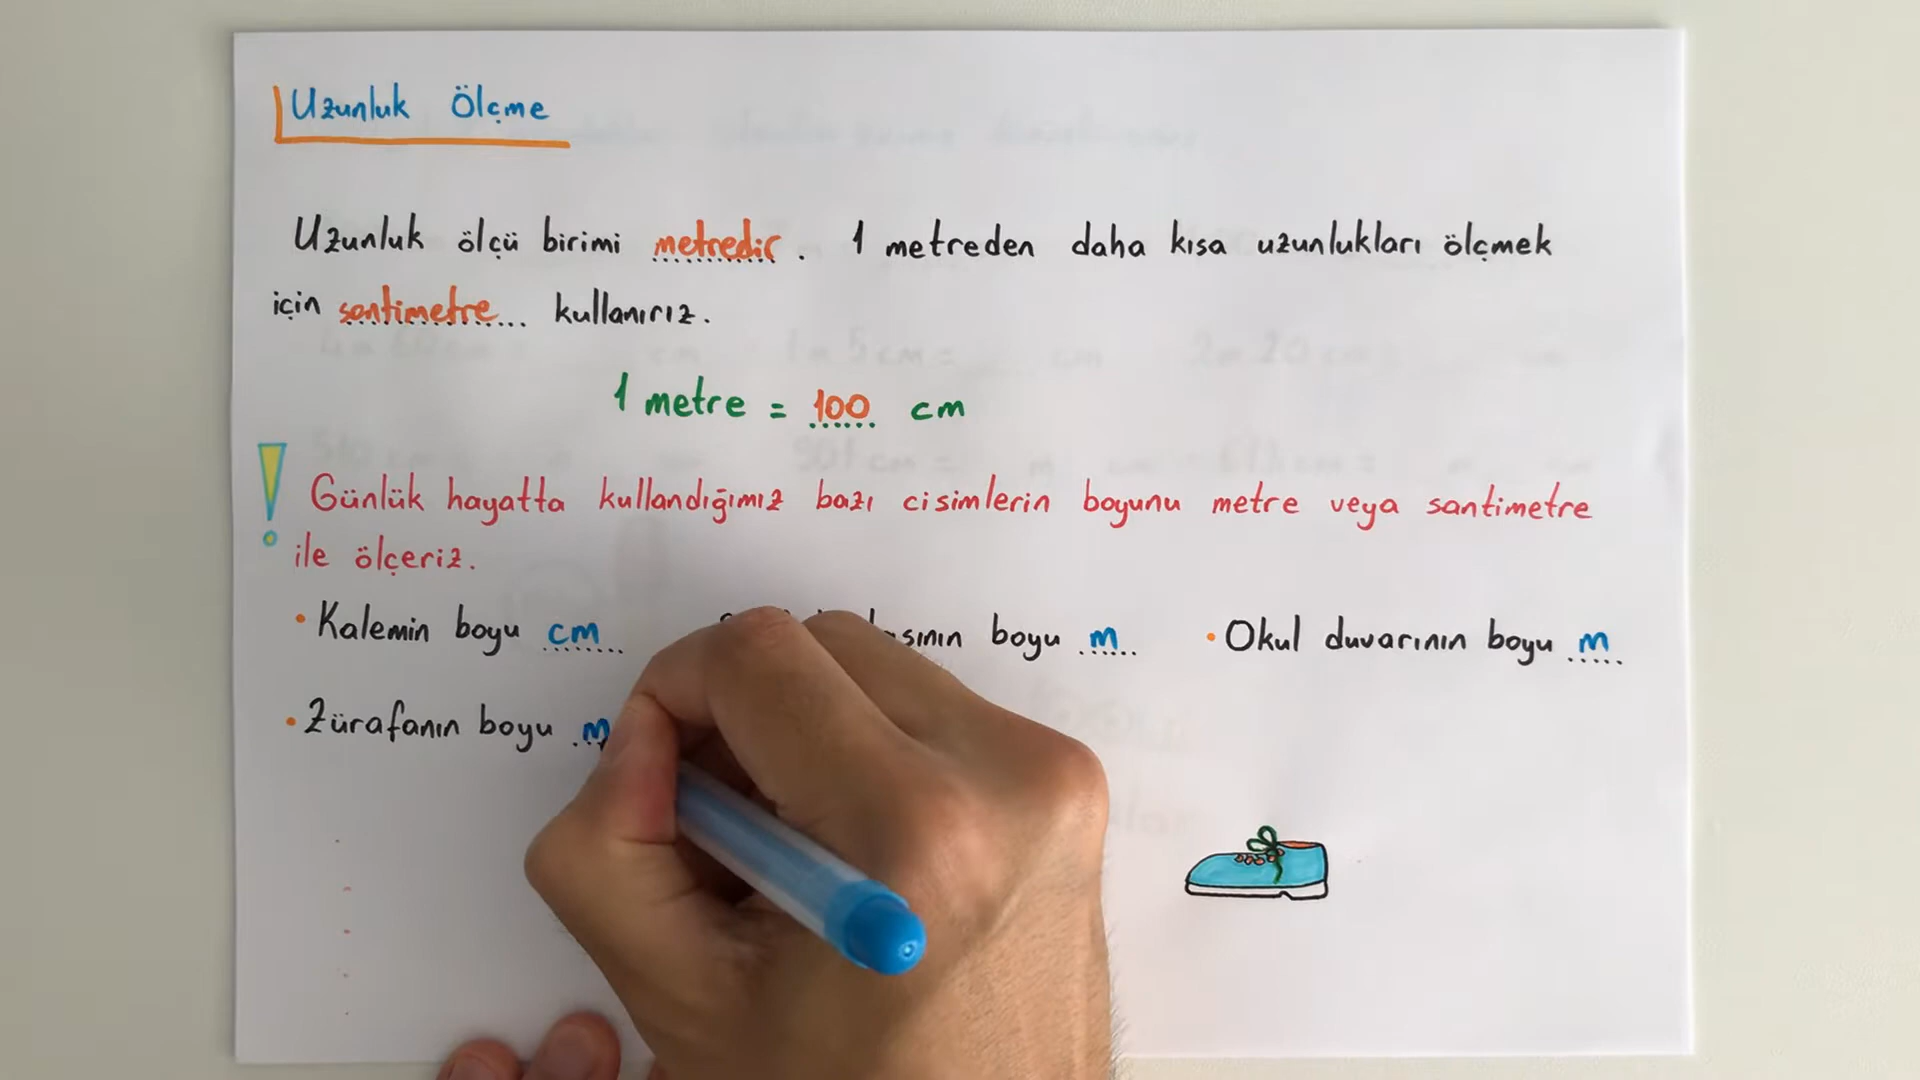 Uzunluk Ölçme
Uzunluk ölçü birimi metredir. 1 metreden daha kısa uzunlukları ölçmek
için santimetre... kullanırız.
1 metre = 100 cm
! Günlük hayatta kullandığımız bazı cisimlerin boyunu metre veya santimetre
ile ölçeriz.
• Kalemin boyu cm boyu m • Okul duvarının boyu m
• Zürafanın boyu m